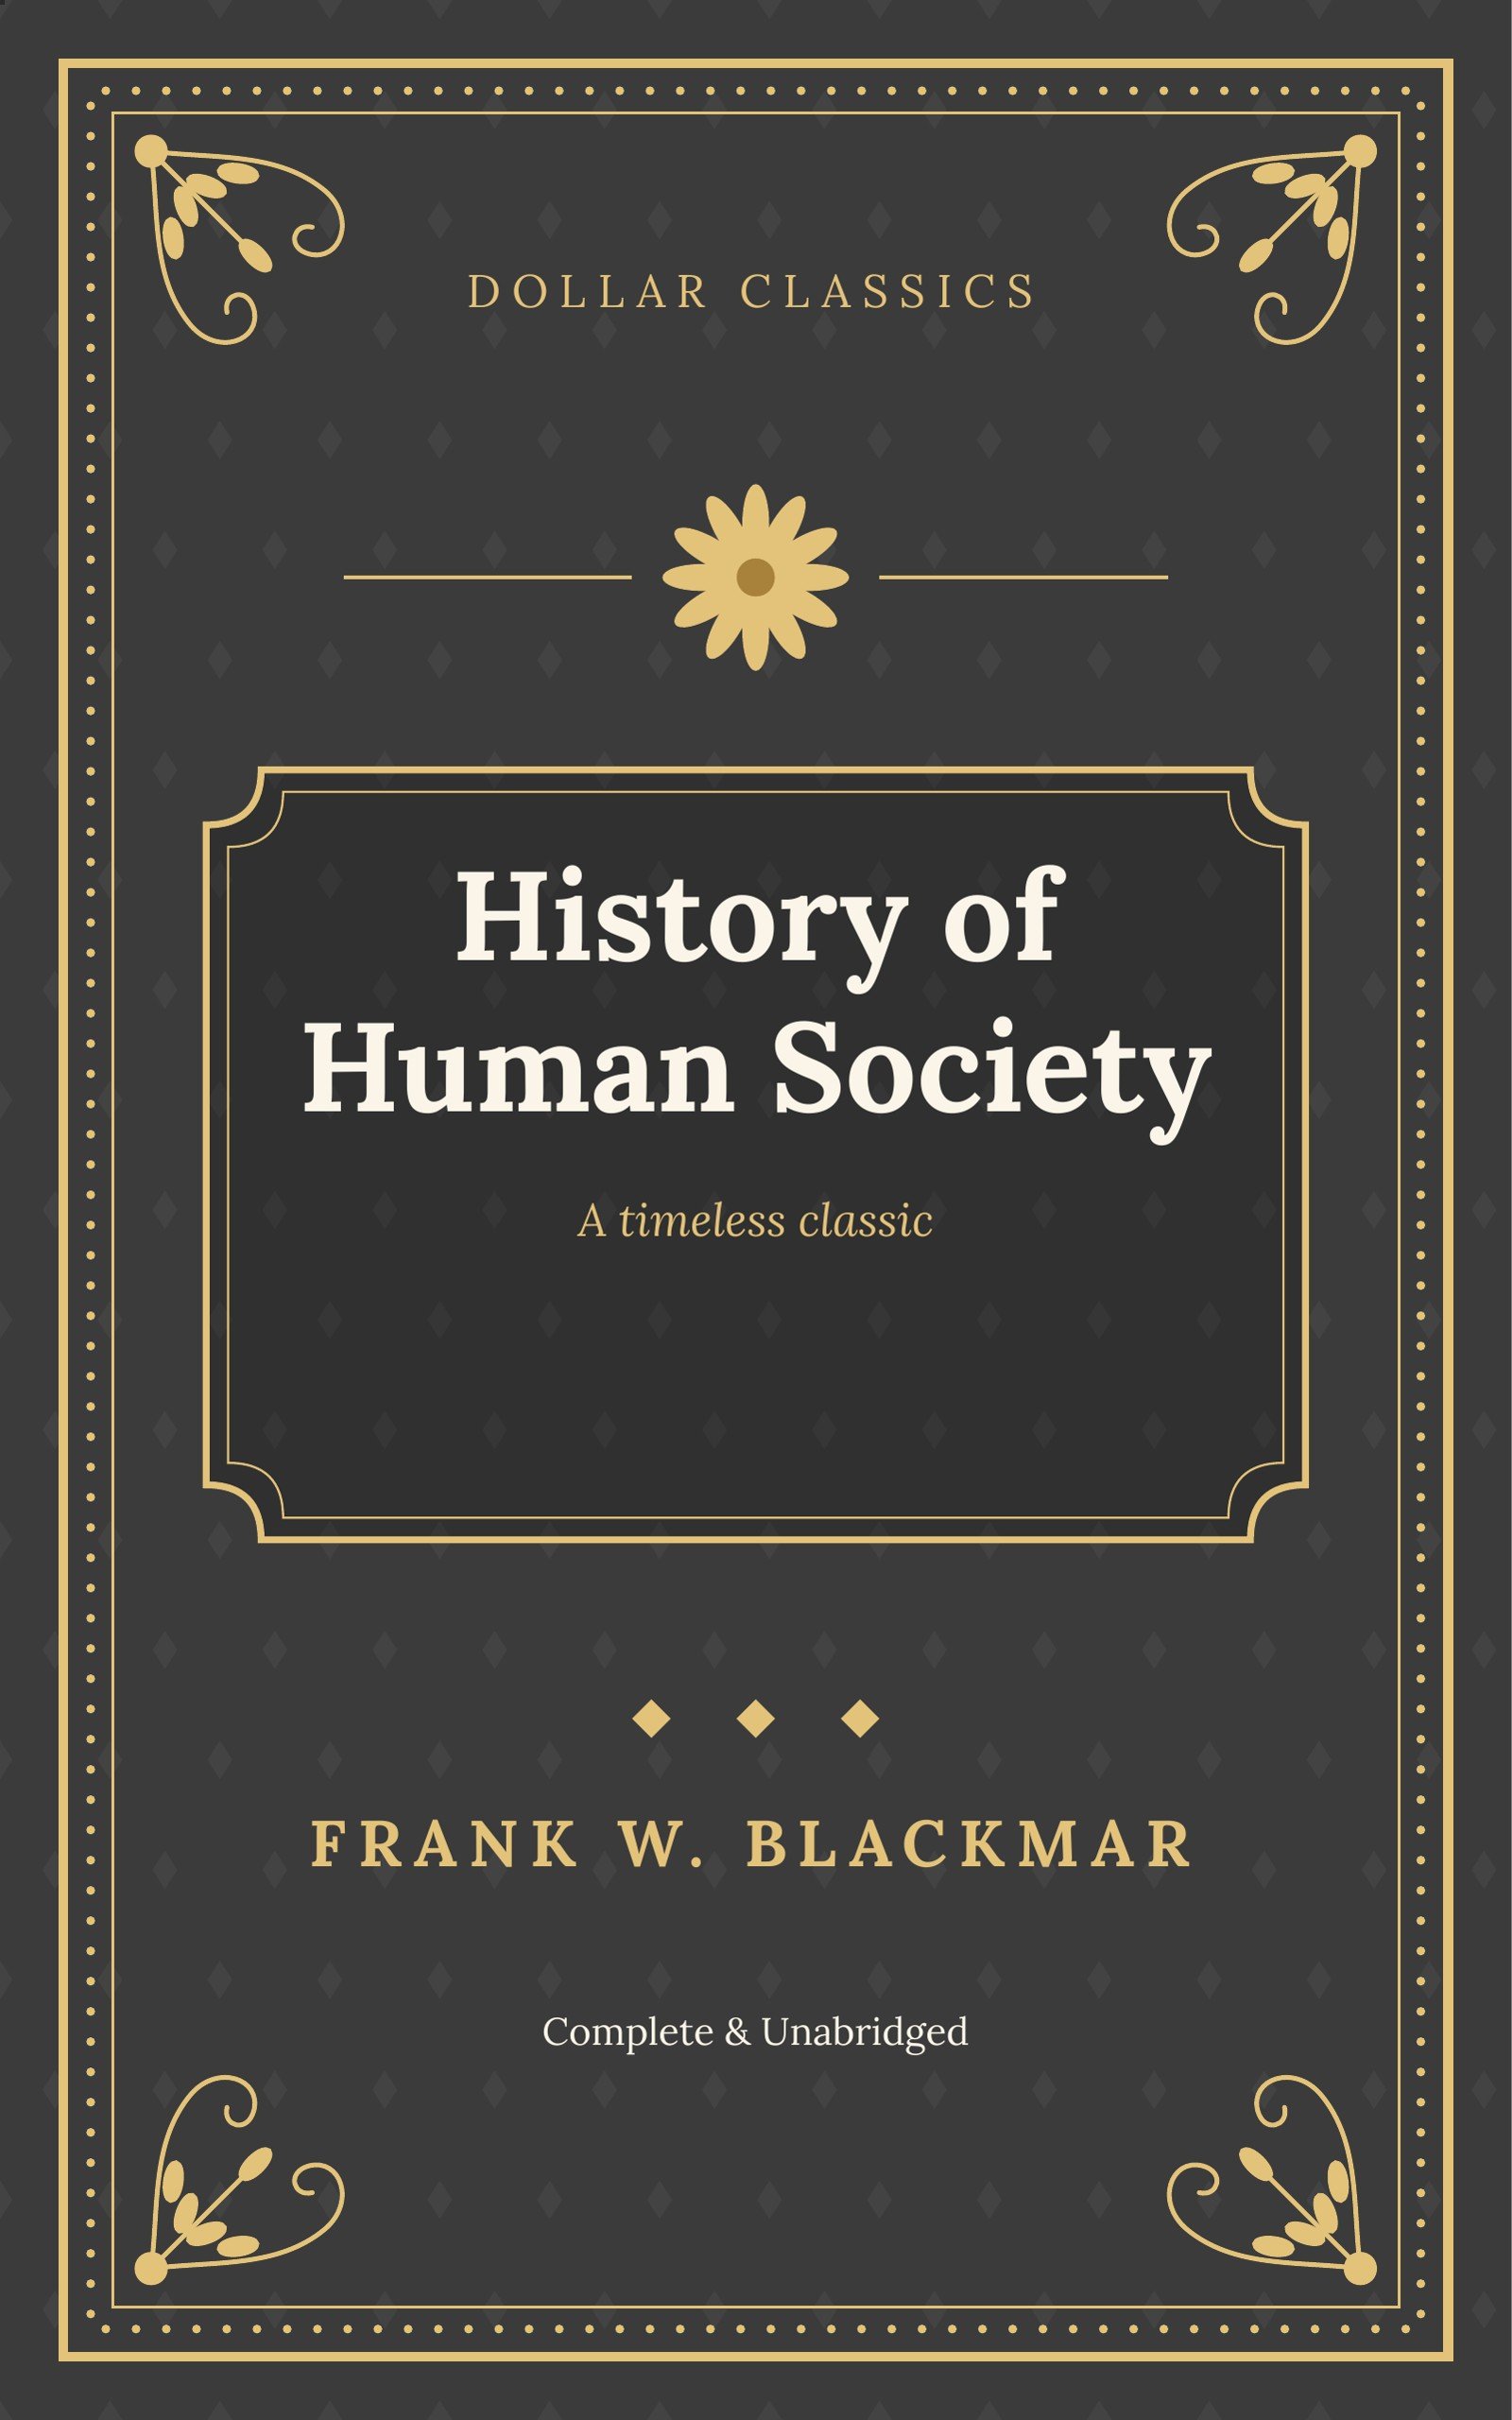 DOLLAR CLASSICS
History of
Human Society
A timeless classic
FRANK W. BLACKMAR
Complete & Unabridged